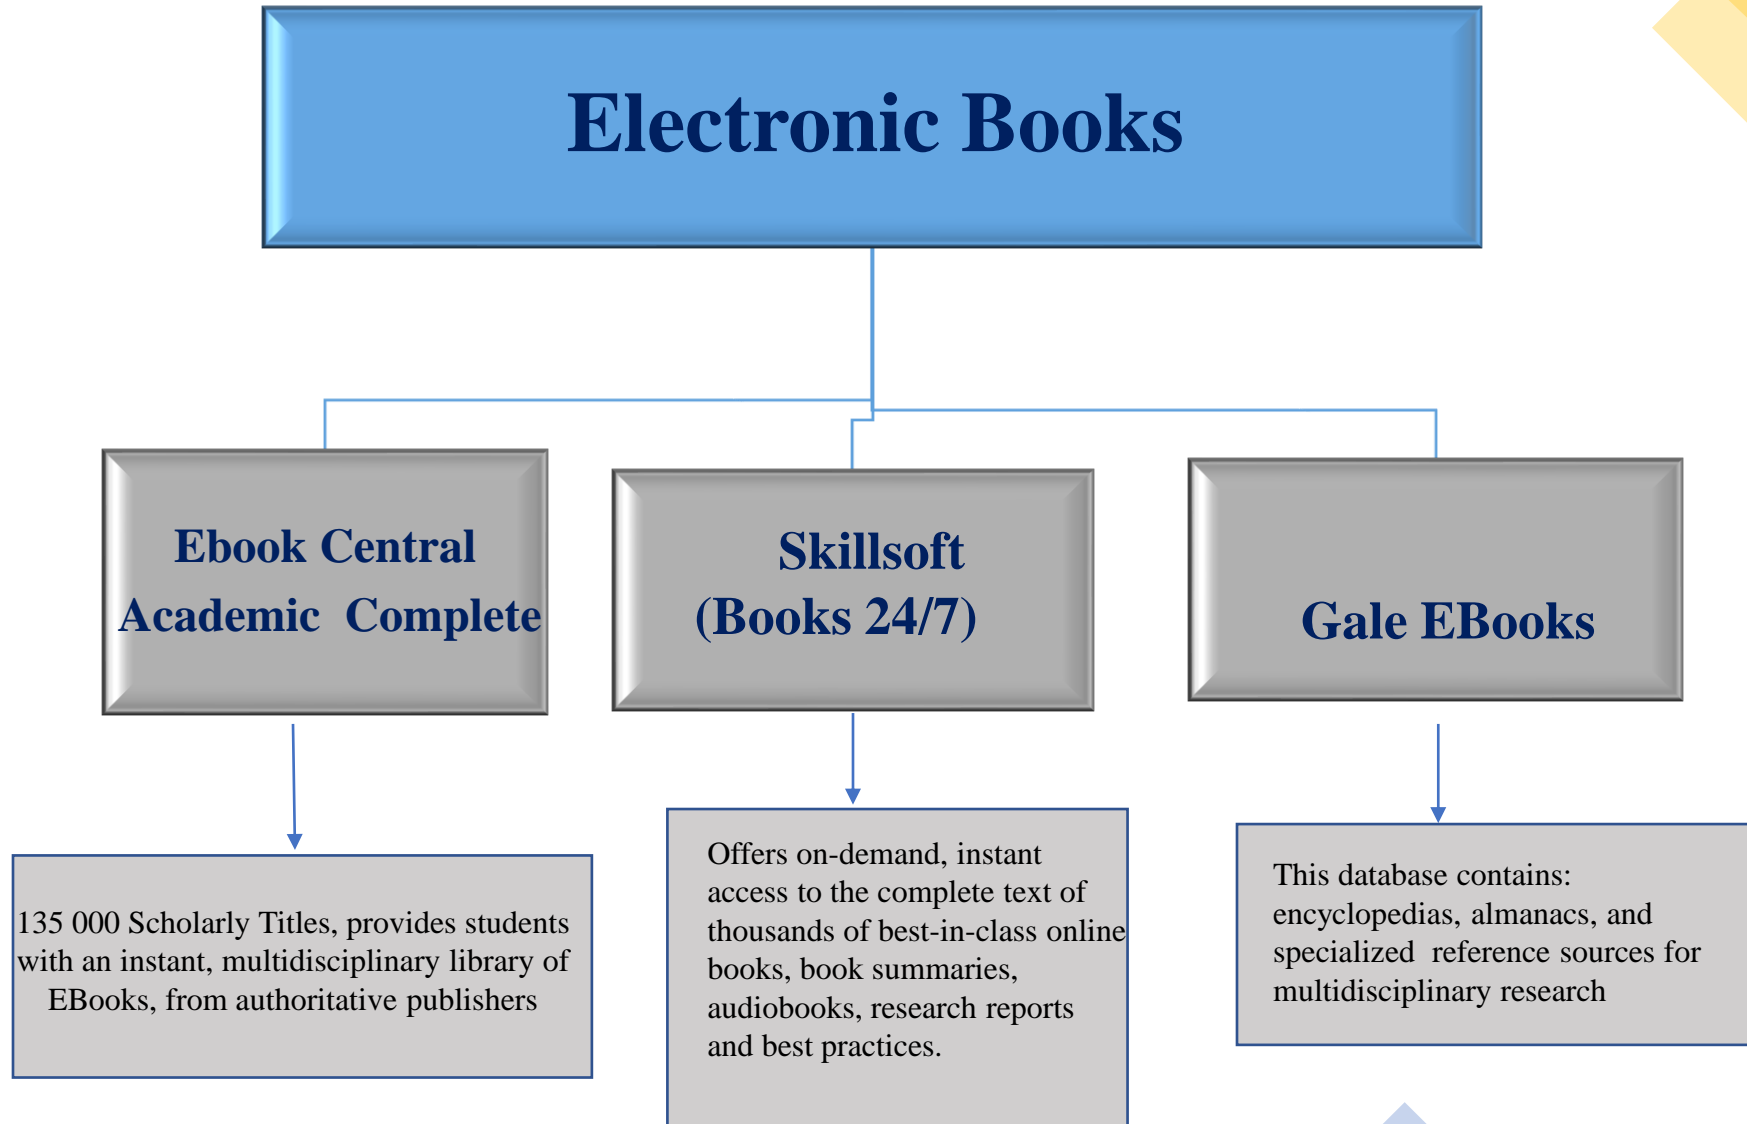 Electronic Books
Ebook Central
Academic  Complete
Skillsoft
(Books 24/7)
Gale EBooks
135 000 Scholarly Titles, provides students
with an instant, multidisciplinary library of
EBooks, from authoritative publishers
Offers on-demand, instant
access to the complete text of
thousands of best-in-class online
books, book summaries,
audiobooks, research reports
and best practices.
This database contains:
encyclopedias, almanacs, and
specialized  reference sources for
multidisciplinary research